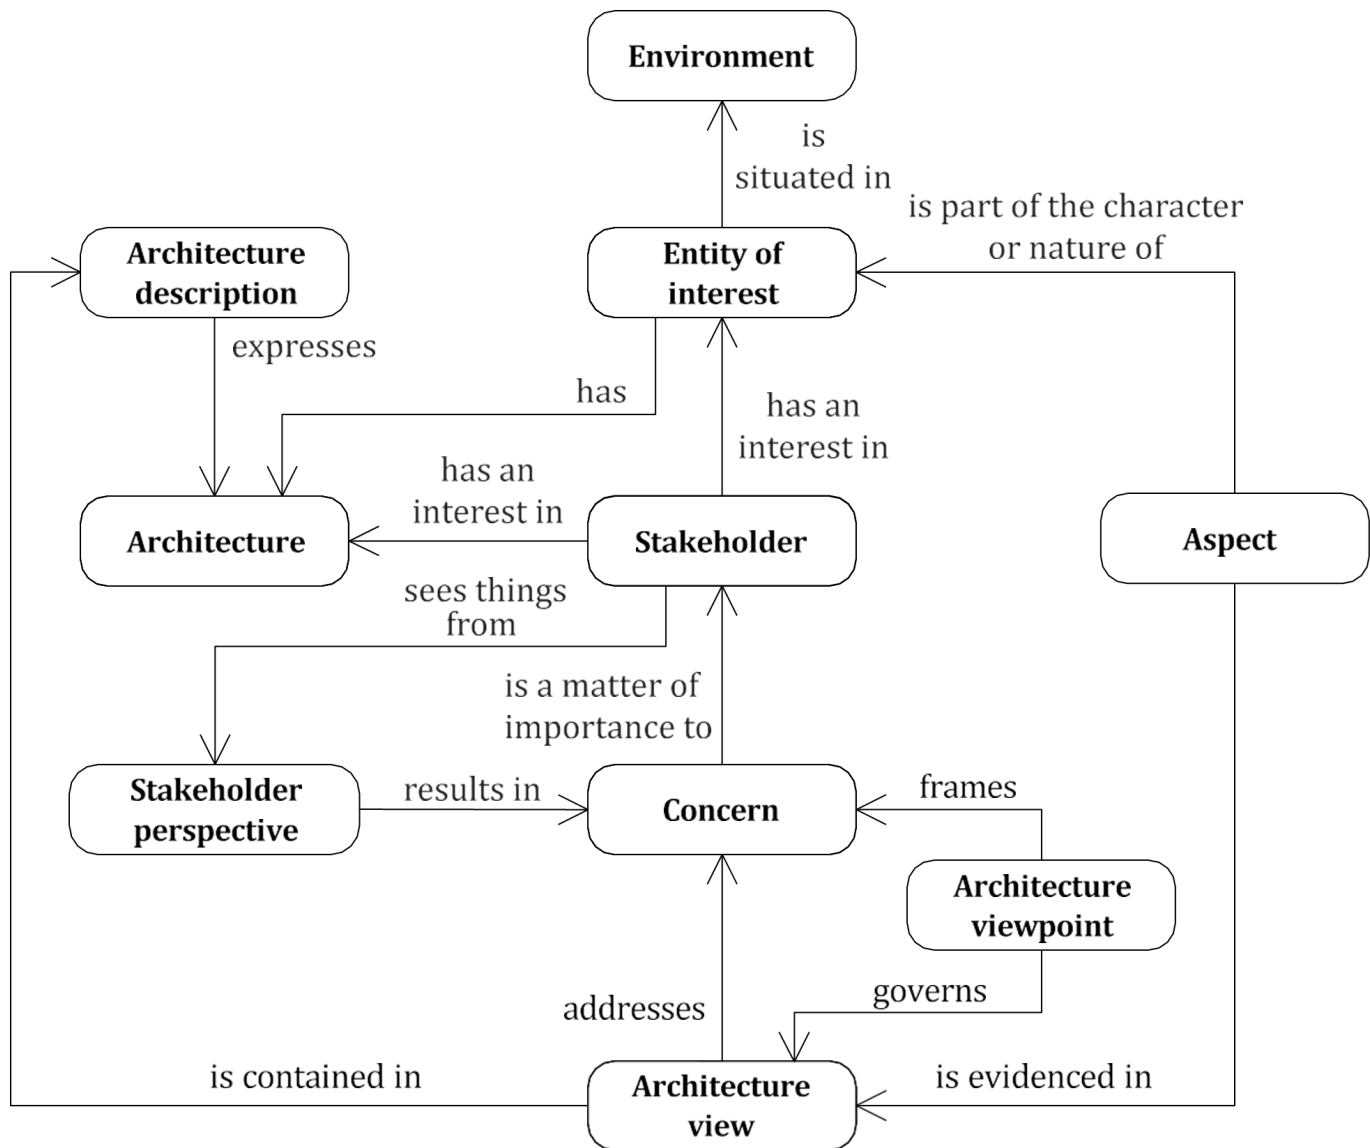 Environment
is
situated in
is part of the character
or nature of
Architecture
description
Entity of
interest
expresses
has
has an
interest in
has an
interest in
Architecture
Stakeholder
Aspect
sees things
from
is a matter of
importance to
Stakeholder
perspective
results in
Concern
frames
Architecture
viewpoint
governs
addresses
is contained in
Architecture
view
is evidenced in